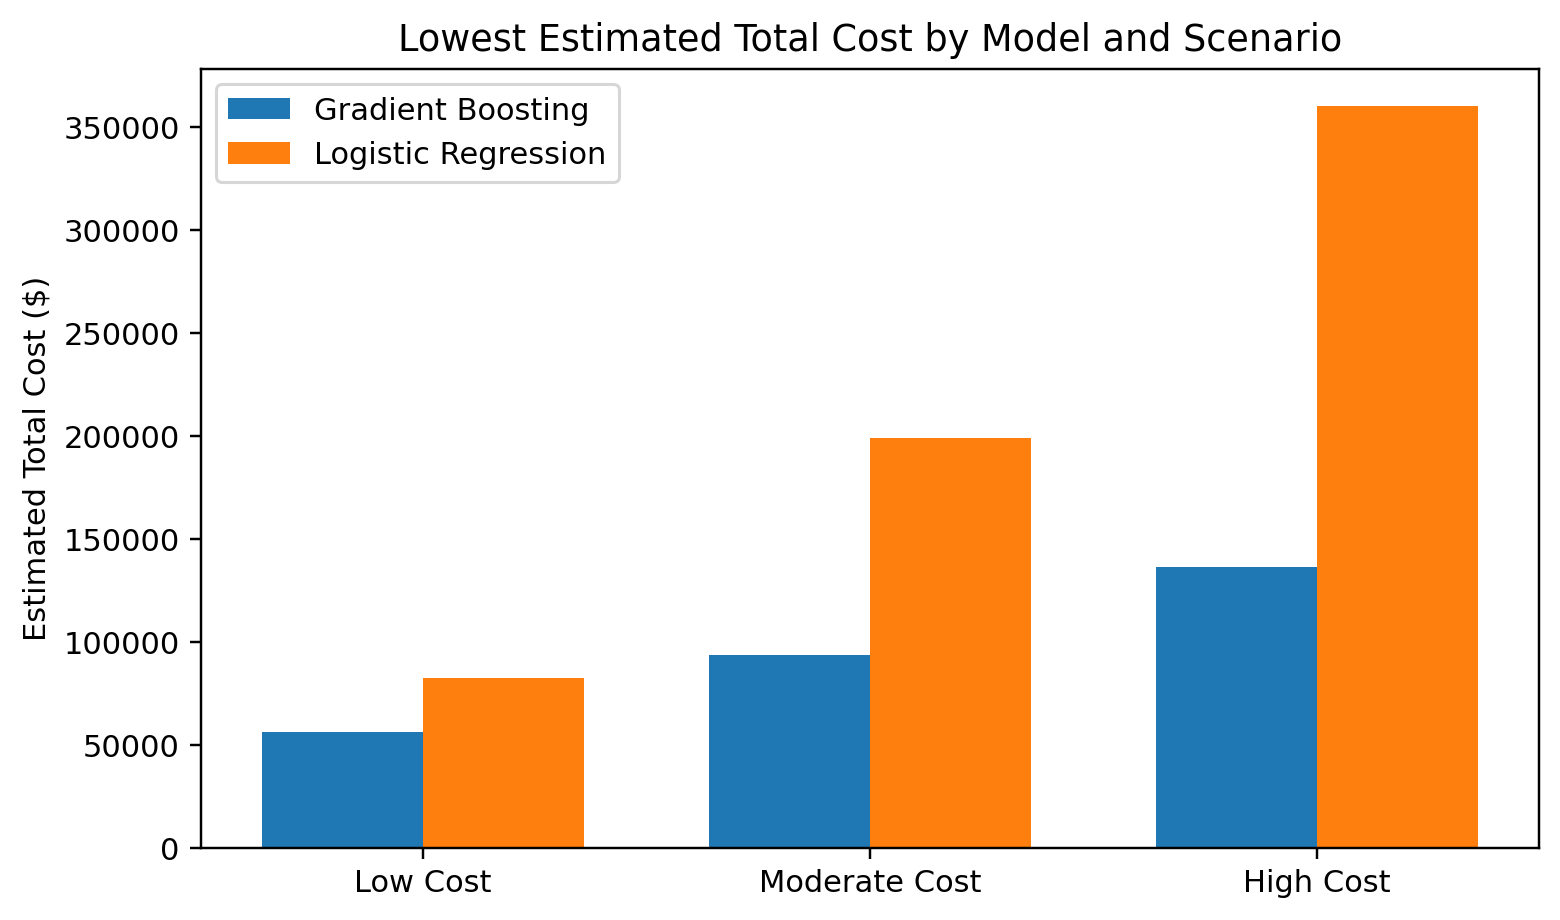 Lowest Estimated Total Cost by Model and Scenario
Gradient Boosting
Logistic Regression
Estimated Total Cost ($)
350000
300000
250000
200000
150000
100000
50000
0
Low Cost
Moderate Cost
High Cost